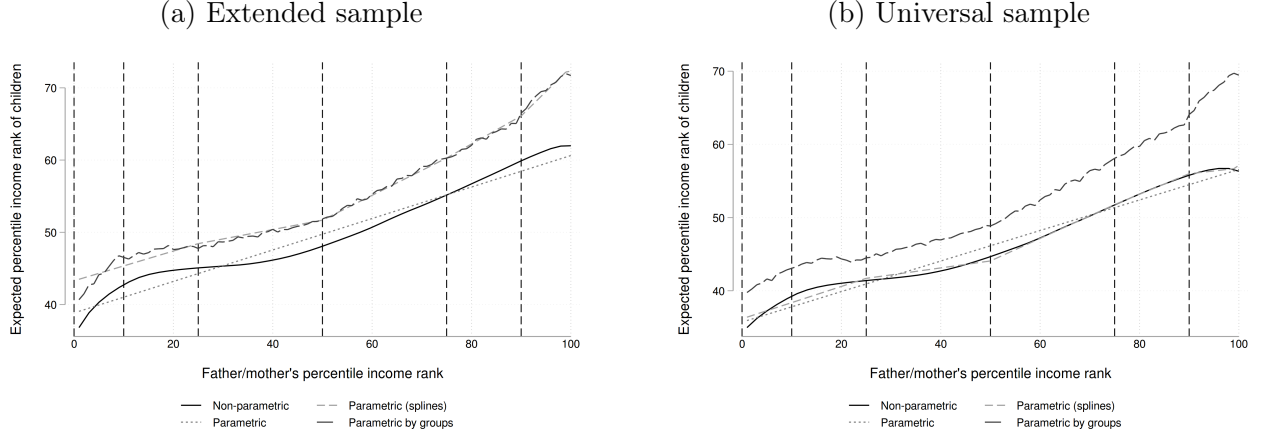 (a) Extended sample
Expected percentile income rank of children
70
60
50
40
0 20 40 60 80 100
Father/mother's percentile income rank
Non-parametric
Parametric (splines)
Parametric
Parametric by groups
(b) Universal sample
Expected percentile income rank of children
70
60
50
40
0 20 40 60 80 100
Father/mother's percentile income rank
Non-parametric
Parametric (splines)
Parametric
Parametric by groups